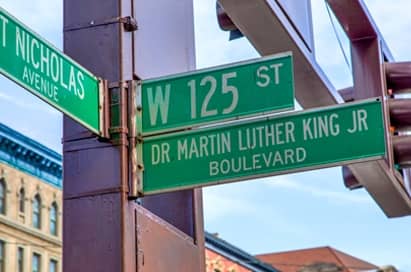 T NICHOLAS
AVENUE
W 125 ST
DR MARTIN LUTHER KING JR
BOULEVARD